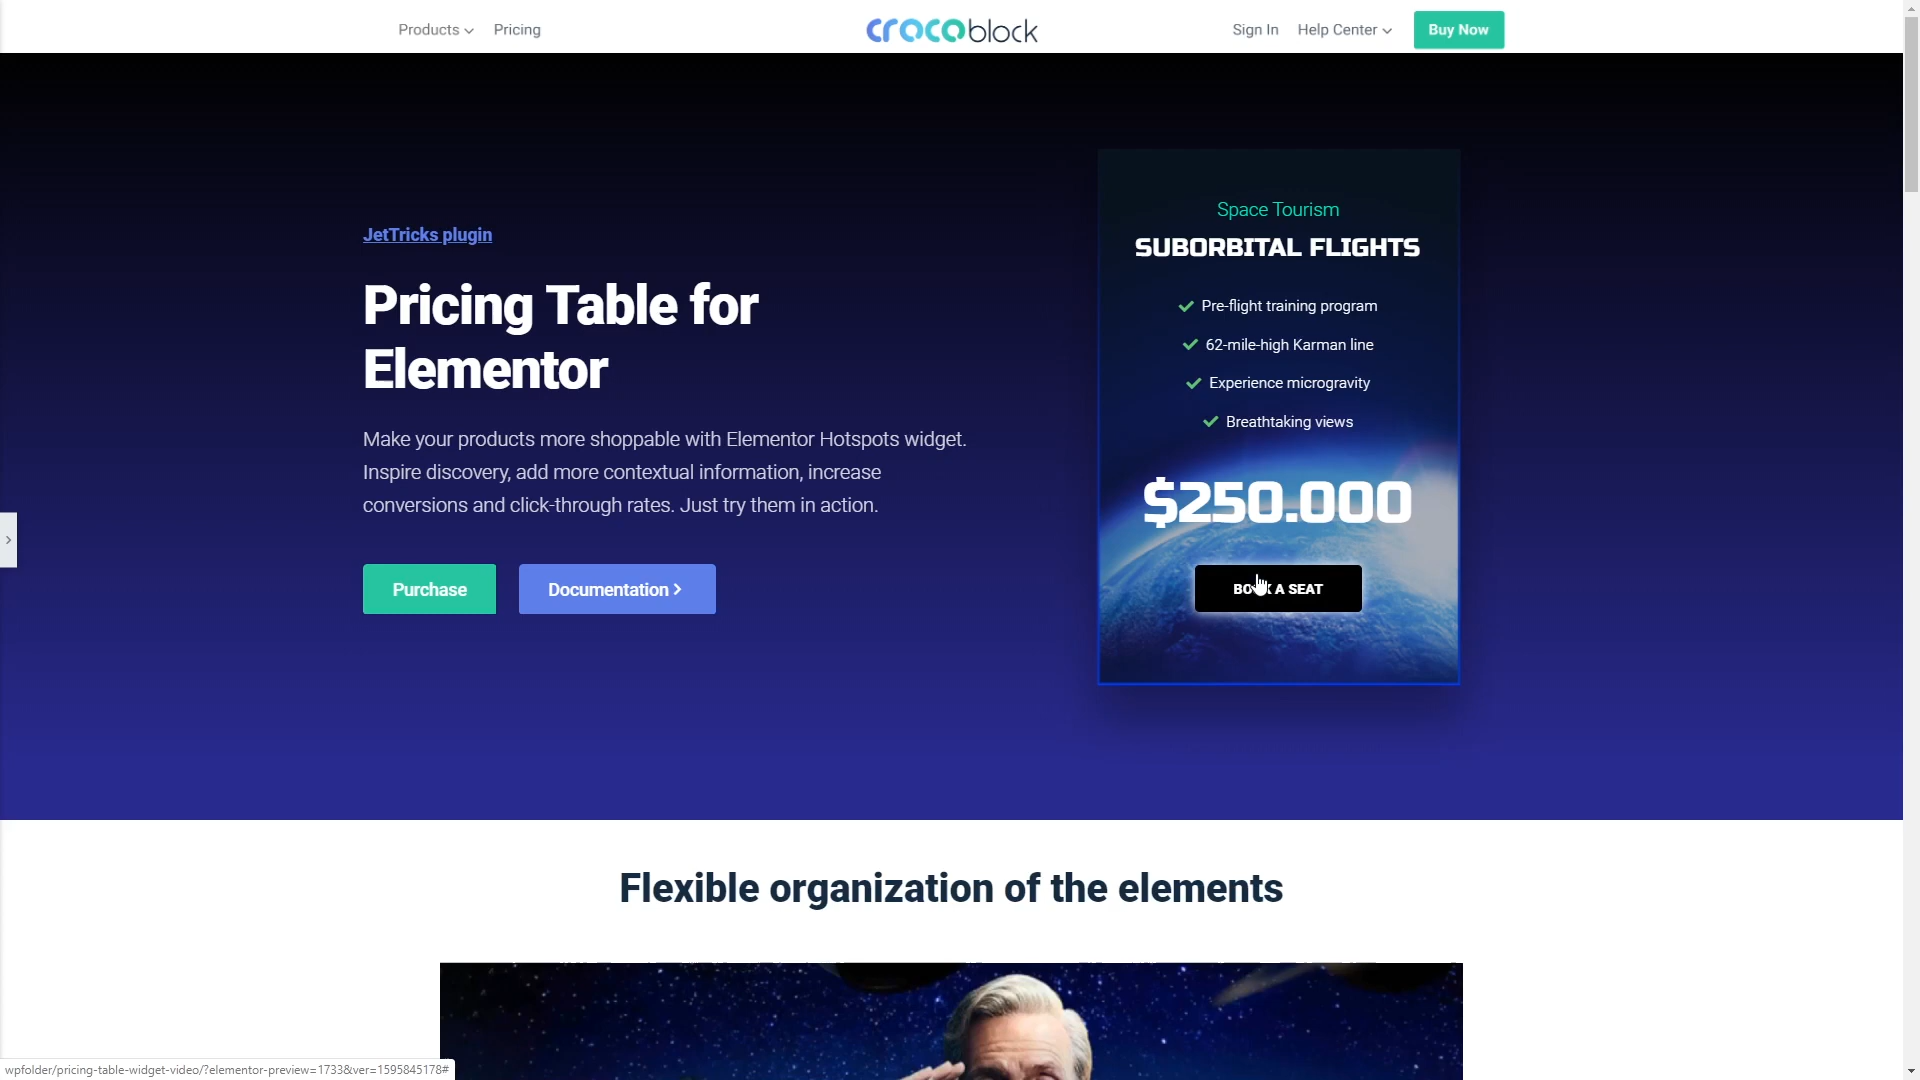 Products
Pricing
crocoblock
Sign In
Help Center
Buy Now
JetTricks plugin
Pricing Table for
Elementor
Make your products more shoppable with Elementor Hotspots widget.
Inspire discovery, add more contextual information, increase
conversions and click-through rates. Just try them in action.
Purchase
Documentation
Space Tourism
SUBORBITAL FLIGHTS
Pre-flight training program
62-mile-high Karman line
Experience microgravity
Breathtaking views
$250.000
BOOK A SEAT
Flexible organization of the elements
wpfolder/pricing-table-widget-video/?elementor-preview=1733&ver=1595845178#